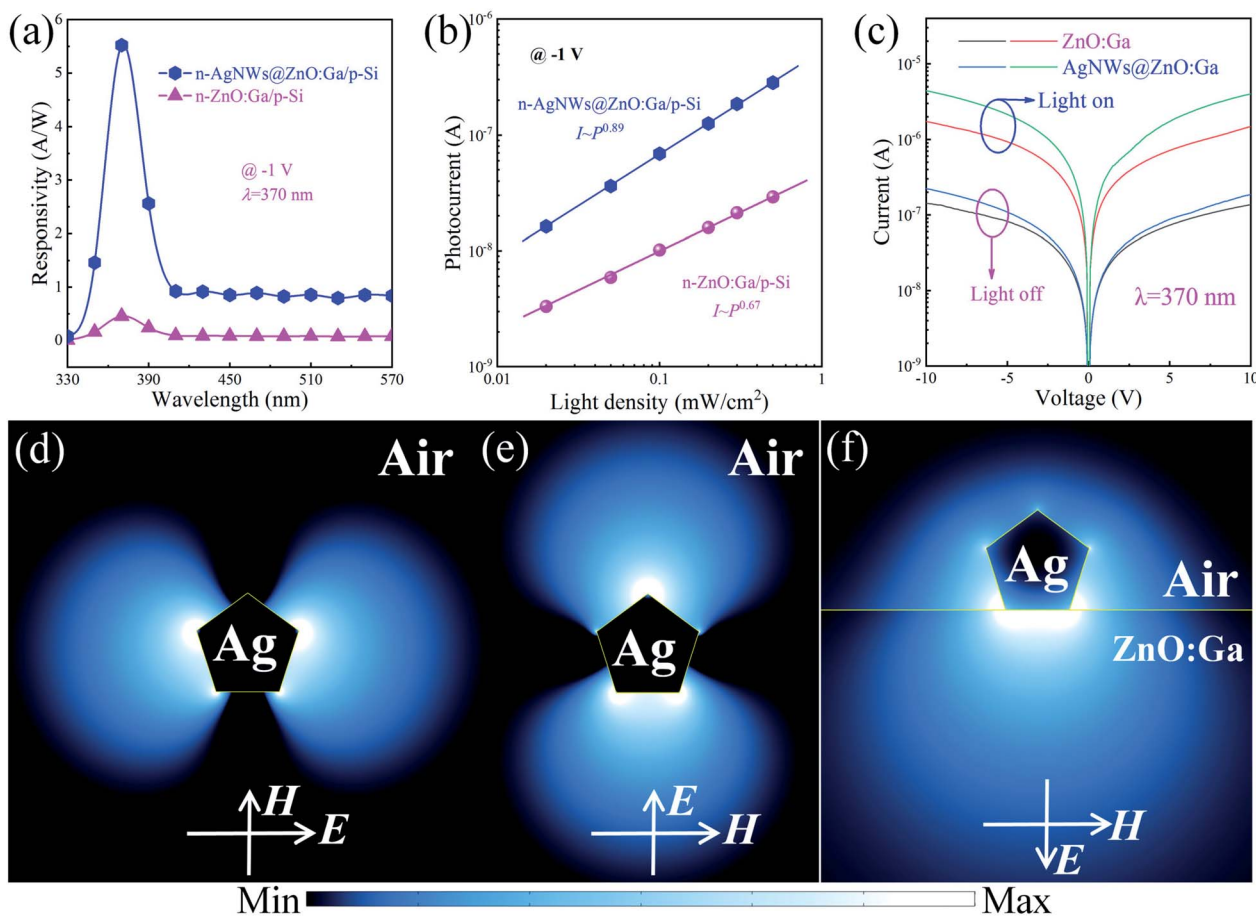 (a)
6
5
4
3
2
1
0
330
390
450
510
570
Responsivity (A/W)
Wavelength (nm)
n-AgNWs@ZnO:Ga/p-Si
n-ZnO:Ga/p-Si
@ -1 V
λ=370 nm
(b)
10⁻⁶
10⁻⁷
10⁻⁸
10⁻⁹
0.01
0.1
1
Photocurrent (A)
Light density (mW/cm²)
@ -1 V
n-AgNWs@ZnO:Ga/p-Si
I~P⁰·⁸⁹
n-ZnO:Ga/p-Si
I~P⁰·⁶⁷
(c)
10⁻⁵
10⁻⁶
10⁻⁷
10⁻⁸
10⁻⁹
-10
-5
0
5
10
Current (A)
Voltage (V)
ZnO:Ga
AgNWs@ZnO:Ga
Light on
Light off
λ=370 nm
(d)
Air
Ag
H
E
(e)
Air
Ag
E
H
(f)
Ag
Air
ZnO:Ga
H
E
Min
Max